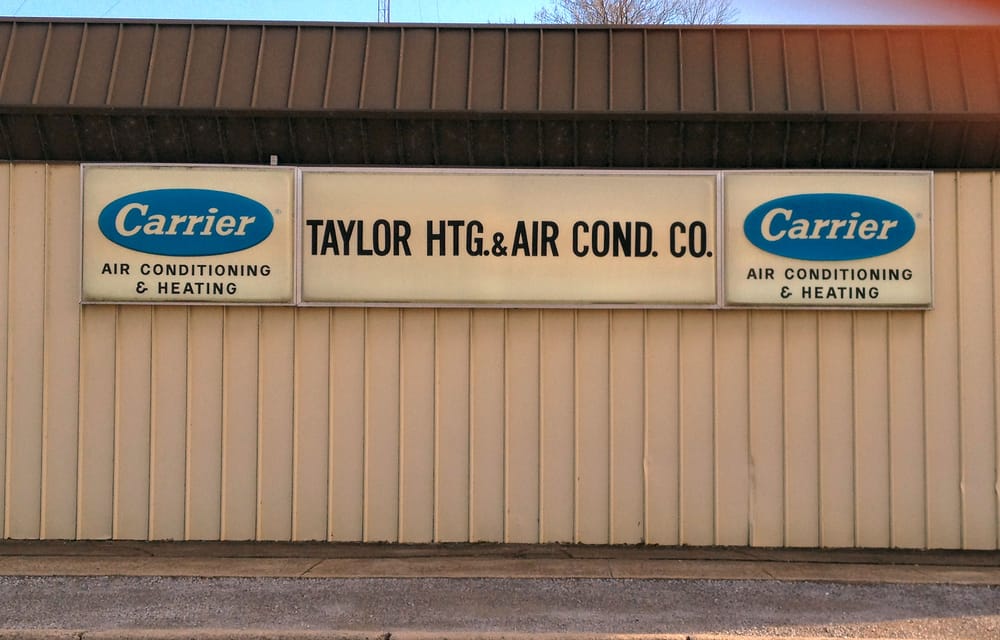 Carrier
AIR CONDITIONING
& HEATING
TAYLOR HTG. & AIR COND. CO.
Carrier
AIR CONDITIONING
& HEATING